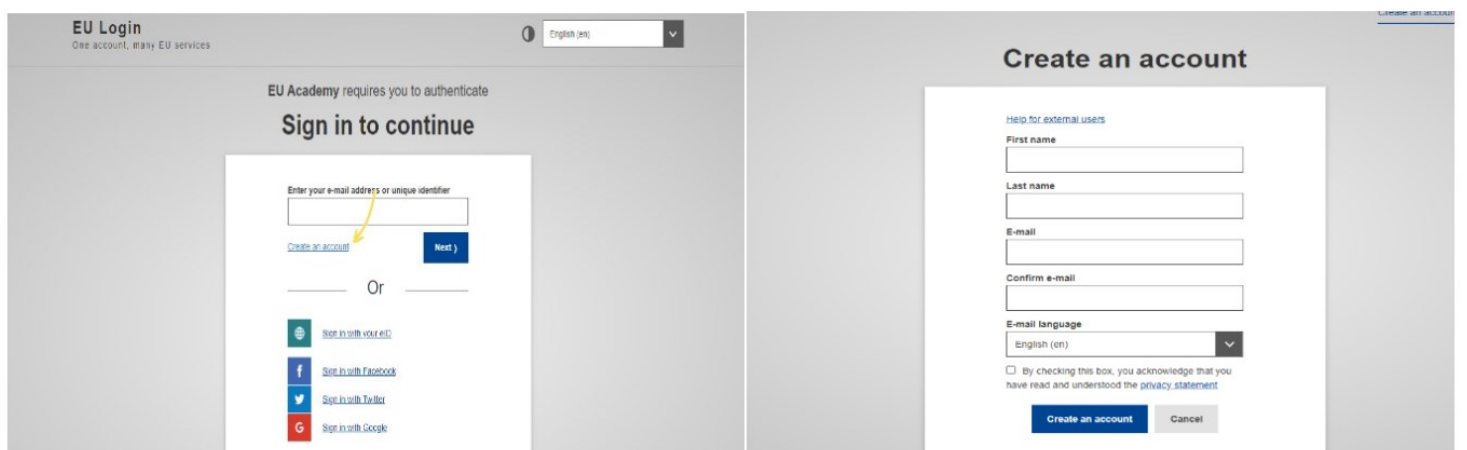 EU Login
One account, many EU services
English (en)
EU Academy requires you to authenticate
Sign in to continue
Enter your e-mail address or unique identifier
Create an account
Next ⟩
Or
Sign in with your eID
Sign in with Facebook
Sign in with Twitter
Sign in with Google
Create an account
Create an account
Help for external users
First name
Last name
E-mail
Confirm e-mail
E-mail language
English (en)
By checking this box, you acknowledge that you
have read and understood the privacy statement
Create an account
Cancel